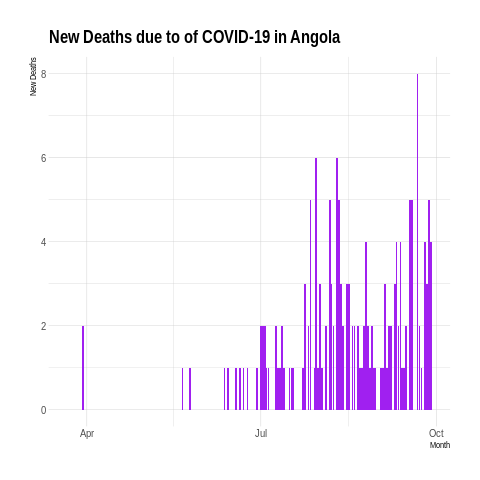 New Deaths due to of COVID-19 in Angola
New Deaths
8
6
4
2
0
Apr
Jul
Oct
Month